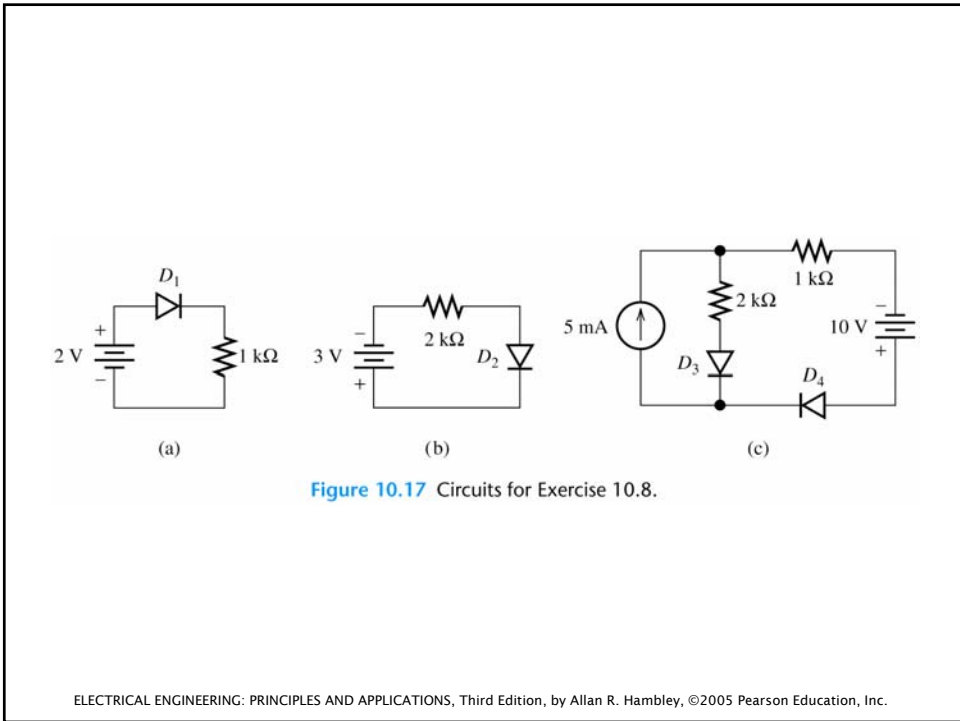 D₁
+
2 V
−
1 kΩ
(a)
−
3 V
+
2 kΩ
D₂
(b)
5 mA
2 kΩ
D₃
1 kΩ
−
10 V
+
D₄
(c)
Figure 10.17 Circuits for Exercise 10.8.
ELECTRICAL ENGINEERING: PRINCIPLES AND APPLICATIONS, Third Edition, by Allan R. Hambley, ©2005 Pearson Education, Inc.